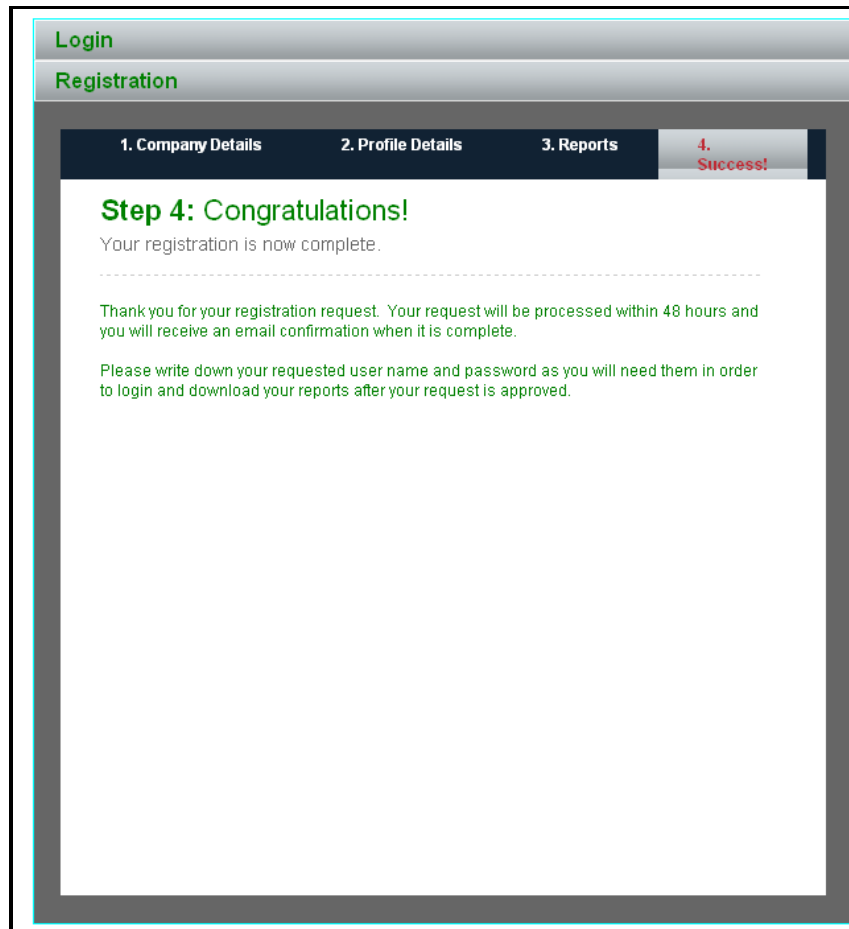 Login
Registration
1. Company Details 2. Profile Details 3. Reports 4.
Success!
Step 4: Congratulations!
Your registration is now complete.
Thank you for your registration request.  Your request will be processed within 48 hours and
you will receive an email confirmation when it is complete.
Please write down your requested user name and password as you will need them in order
to login and download your reports after your request is approved.